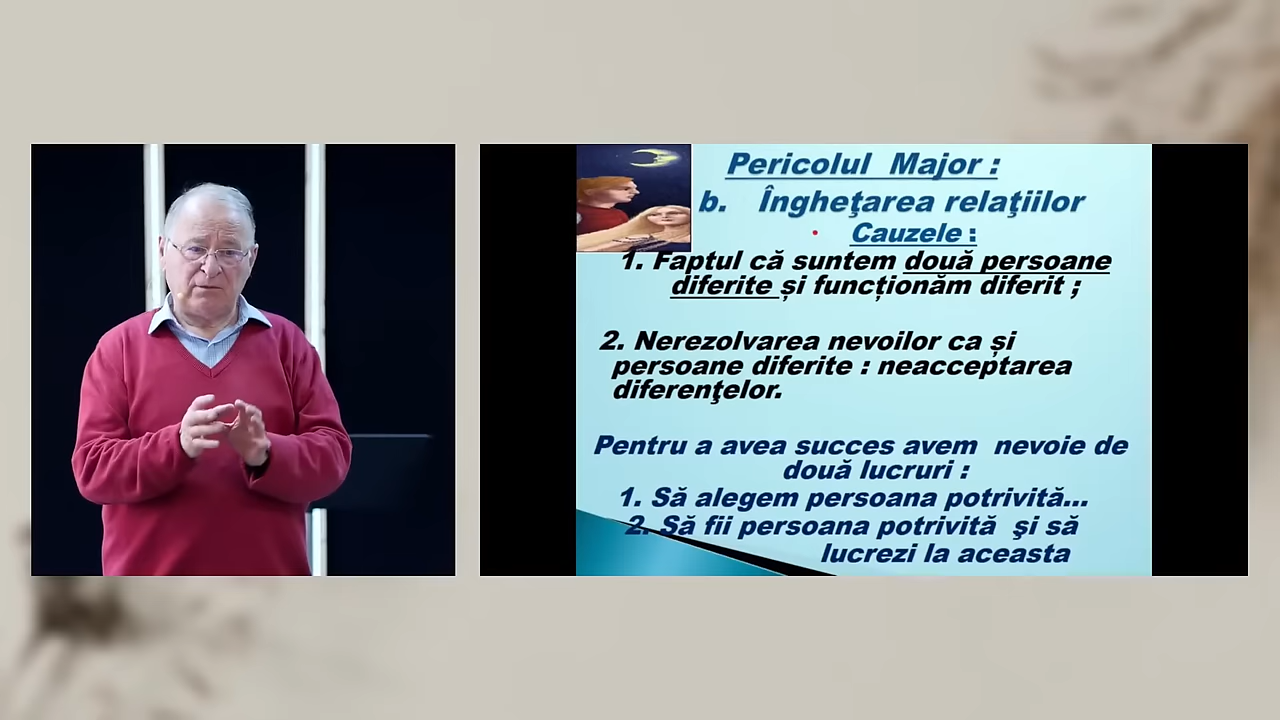 Pericolul Major :
b. Îngheţarea relaţiilor
Cauzele :
1. Faptul că suntem două persoane
diferite și funcționăm diferit ;
2. Nerezolvarea nevoilor ca și
persoane diferite : neacceptarea
diferenţelor.
Pentru a avea succes avem nevoie de
două lucruri :
1. Să alegem persoana potrivită...
2. Să fii persoana potrivită şi să
lucrezi la aceasta